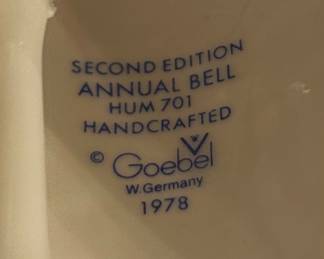 SECOND EDITION
ANNUAL BELL
HUM 701
HANDCRAFTED
© Goebel
W. Germany
1978